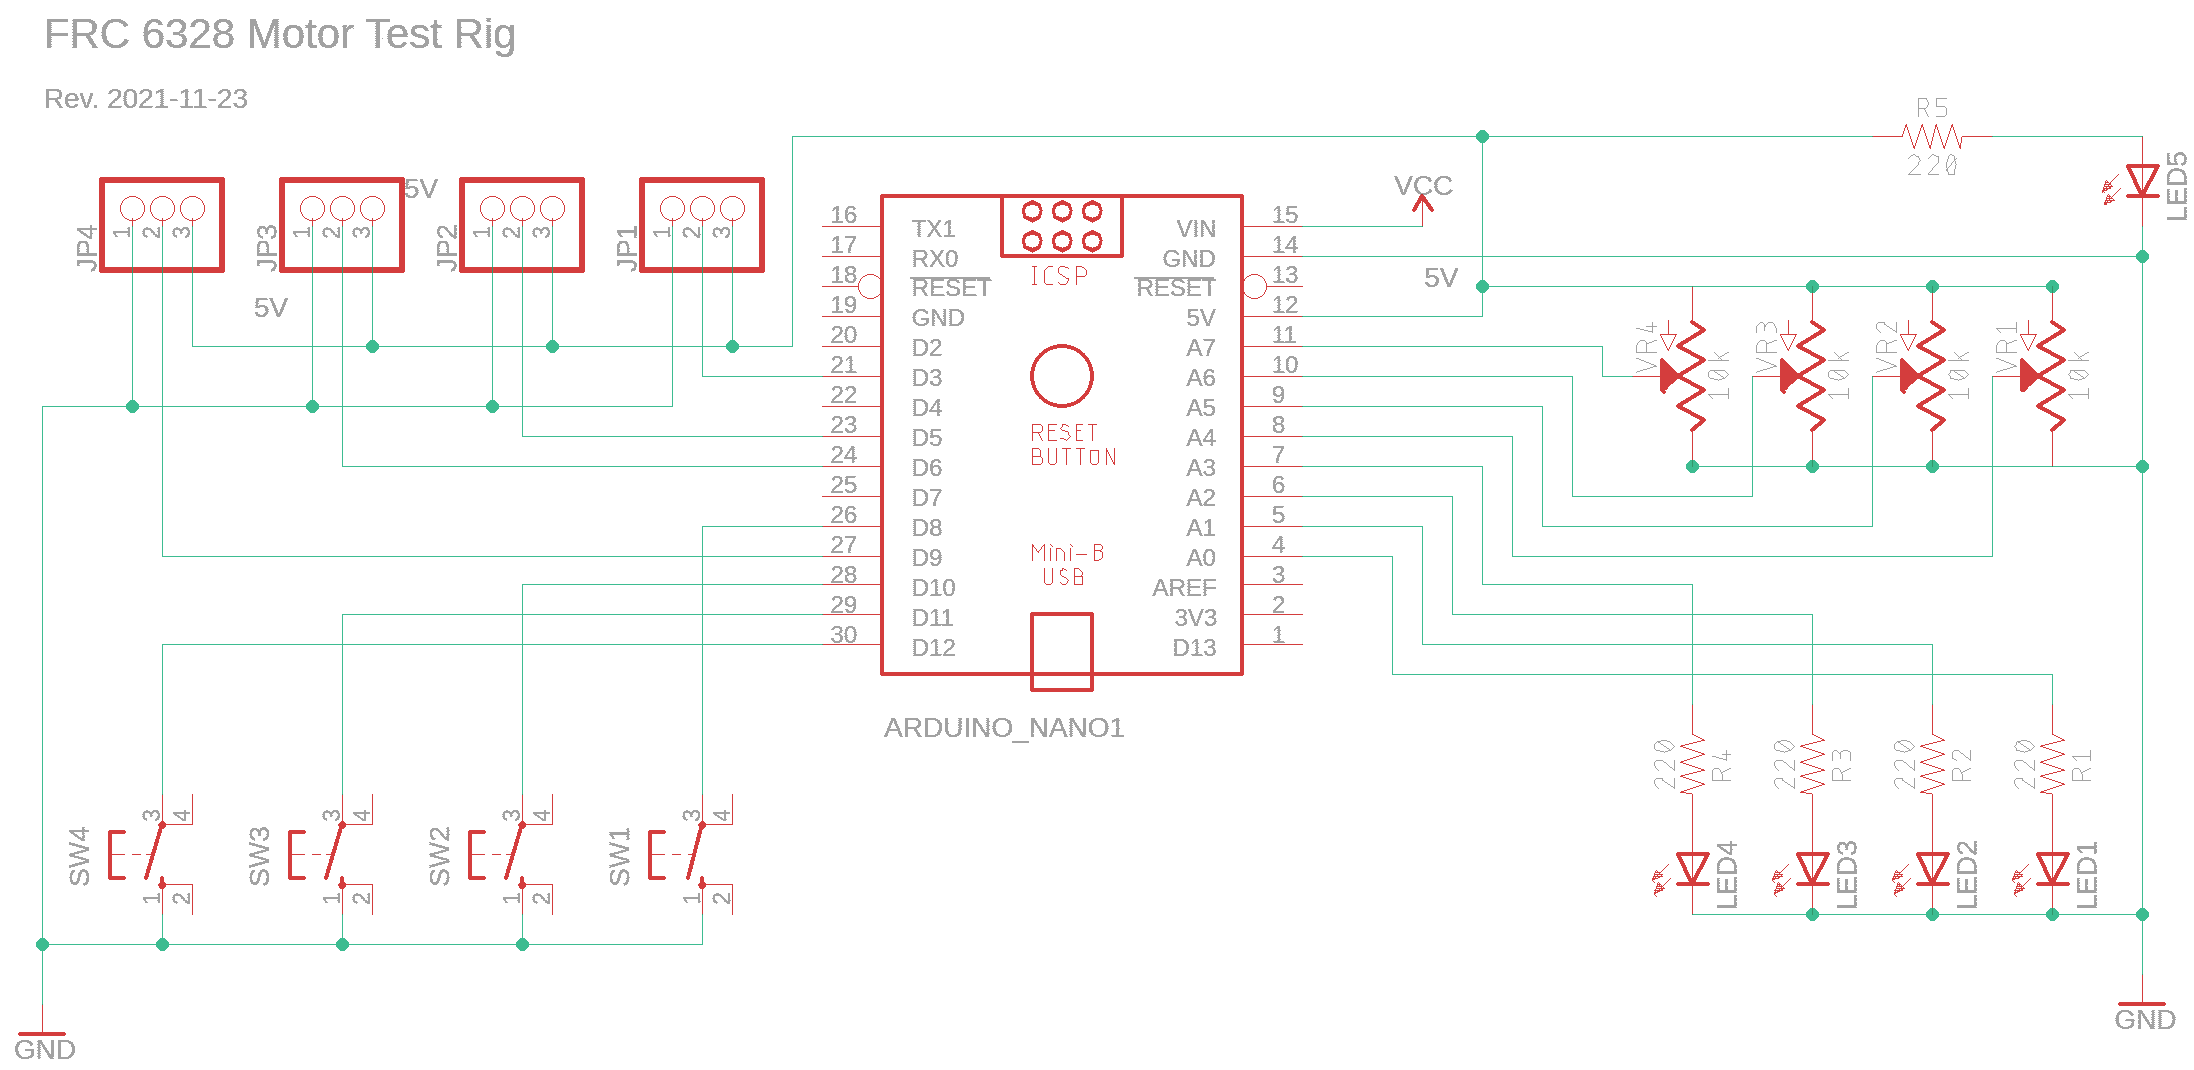 FRC 6328 Motor Test Rig
Rev. 2021-11-23
R5
220
LED5
JP4
1
2
3
JP3
1
2
3
5V
JP2
1
2
3
JP1
1
2
3
5V
VCC
5V
16 TX1
17 RX0
18 RESET
19 GND
20 D2
21 D3
22 D4
23 D5
24 D6
25 D7
26 D8
27 D9
28 D10
29 D11
30 D12
ICSP
RESET
BUTTON
Mini-B
USB
VIN 15
GND 14
RESET 13
5V 12
A7 11
A6 10
A5 9
A4 8
A3 7
A2 6
A1 5
A0 4
AREF 3
3V3 2
D13 1
ARDUINO_NANO1
VR4
10k
VR3
10k
VR2
10k
VR1
10k
220
R4
220
R3
220
R2
220
R1
LED4
LED3
LED2
LED1
SW4
3
4
1
2
SW3
3
4
1
2
SW2
3
4
1
2
SW1
3
4
1
2
GND
GND